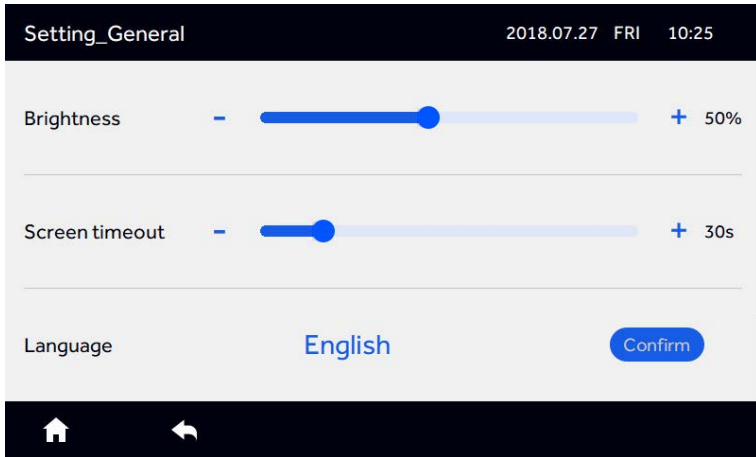 Setting_General 2018.07.27 FRI 10:25
Brightness - + 50%
Screen timeout - + 30s
Language English Confirm